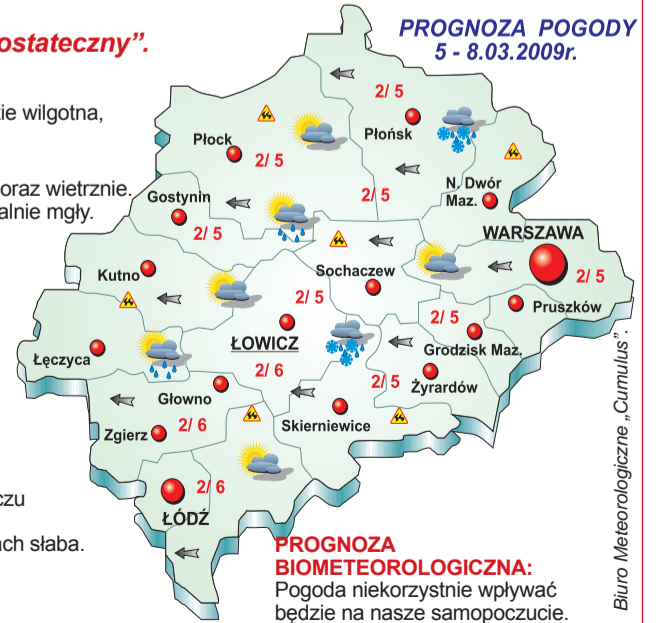 ostateczny”.
PROGNOZA POGODY
5 - 8.03.2009r.
ie wilgotna,
oraz wietrznie.
alnie mgły.
2/ 5
Płońsk
Płock
2/ 5
2/ 5
N. Dwór
Maz.
Gostynin
2/ 5
WARSZAWA
2/ 5
Kutno
Sochaczew
2/ 5
Pruszków
2/ 5
ŁOWICZ
Grodzisk Maz.
Łęczyca
2/ 6
2/ 5
Żyrardów
Głowno
Skierniewice
Zgierz
2/ 6
2/ 6
ŁÓDŹ
czu
ach słaba.
PROGNOZA
BIOMETEOROLOGICZNA:
Pogoda niekorzystnie wpływać
będzie na nasze samopoczucie.
Biuro Meteorologiczne „Cumulus”.